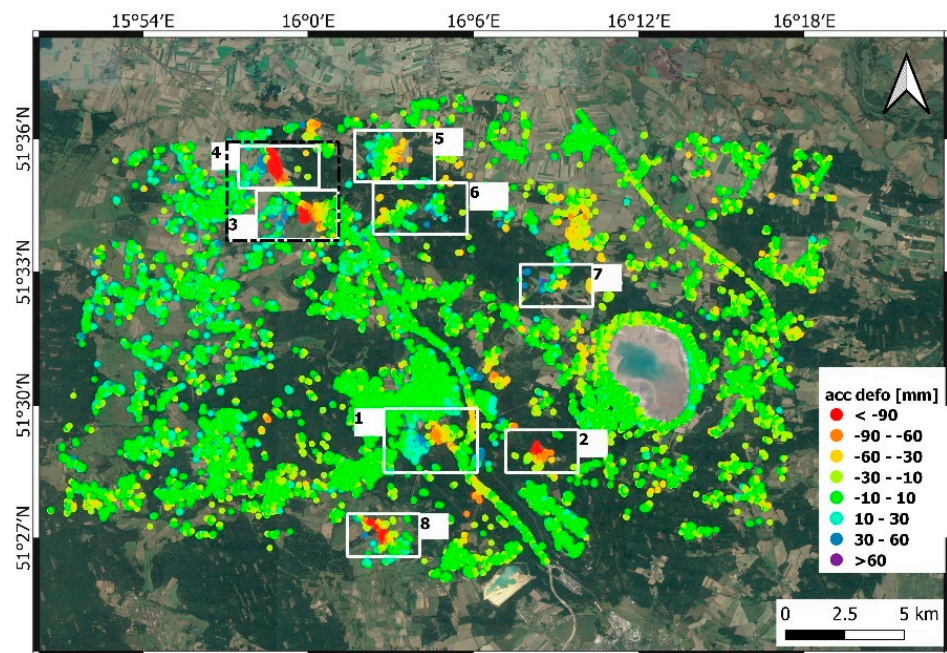 15°54'E 16°0'E 16°6'E 16°12'E 16°18'E
51°36'N
51°33'N
51°30'N
51°27'N
4
5
6
3
7
1
2
8
acc defo [mm]
< -90
-90 - -60
-60 - -30
-30 - -10
-10 - 10
10 - 30
30 - 60
>60
0 2.5 5 km